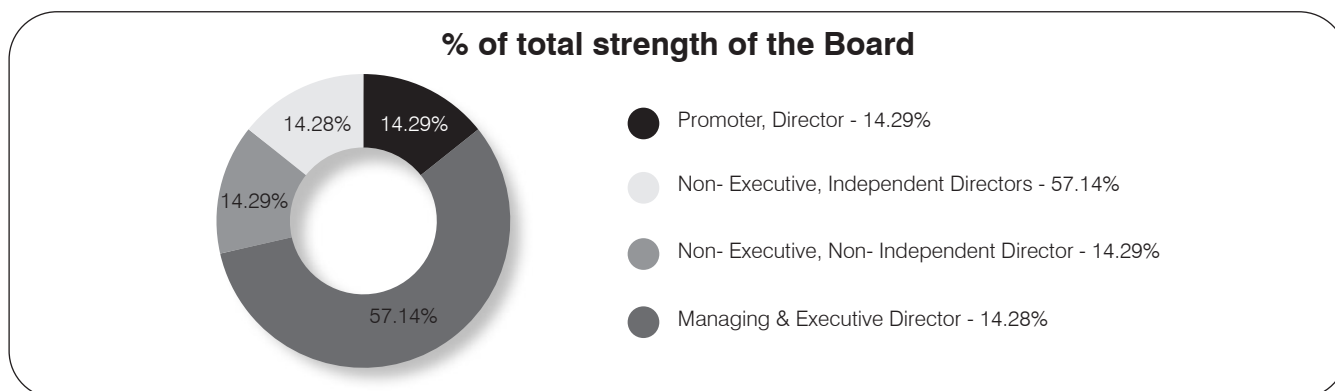 % of total strength of the Board
14.28%
14.29%
14.29%
57.14%
Promoter, Director - 14.29%
Non- Executive, Independent Directors - 57.14%
Non- Executive, Non- Independent Director - 14.29%
Managing & Executive Director - 14.28%